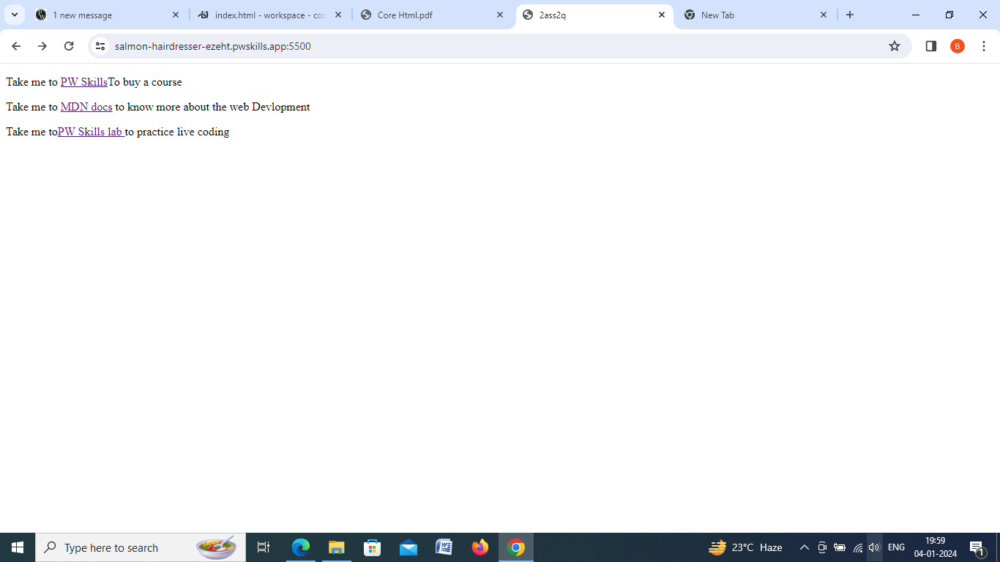 1 new message
index.html - workspace - co
Core Html.pdf
2ass2q
New Tab
salmon-hairdresser-ezeht.pwskills.app:5500
B
Take me to PW SkillsTo buy a course
Take me to MDN docs to know more about the web Devlopment
Take me toPW Skills lab to practice live coding
Type here to search
23°C Haze
ENG
19:59
04-01-2024
1